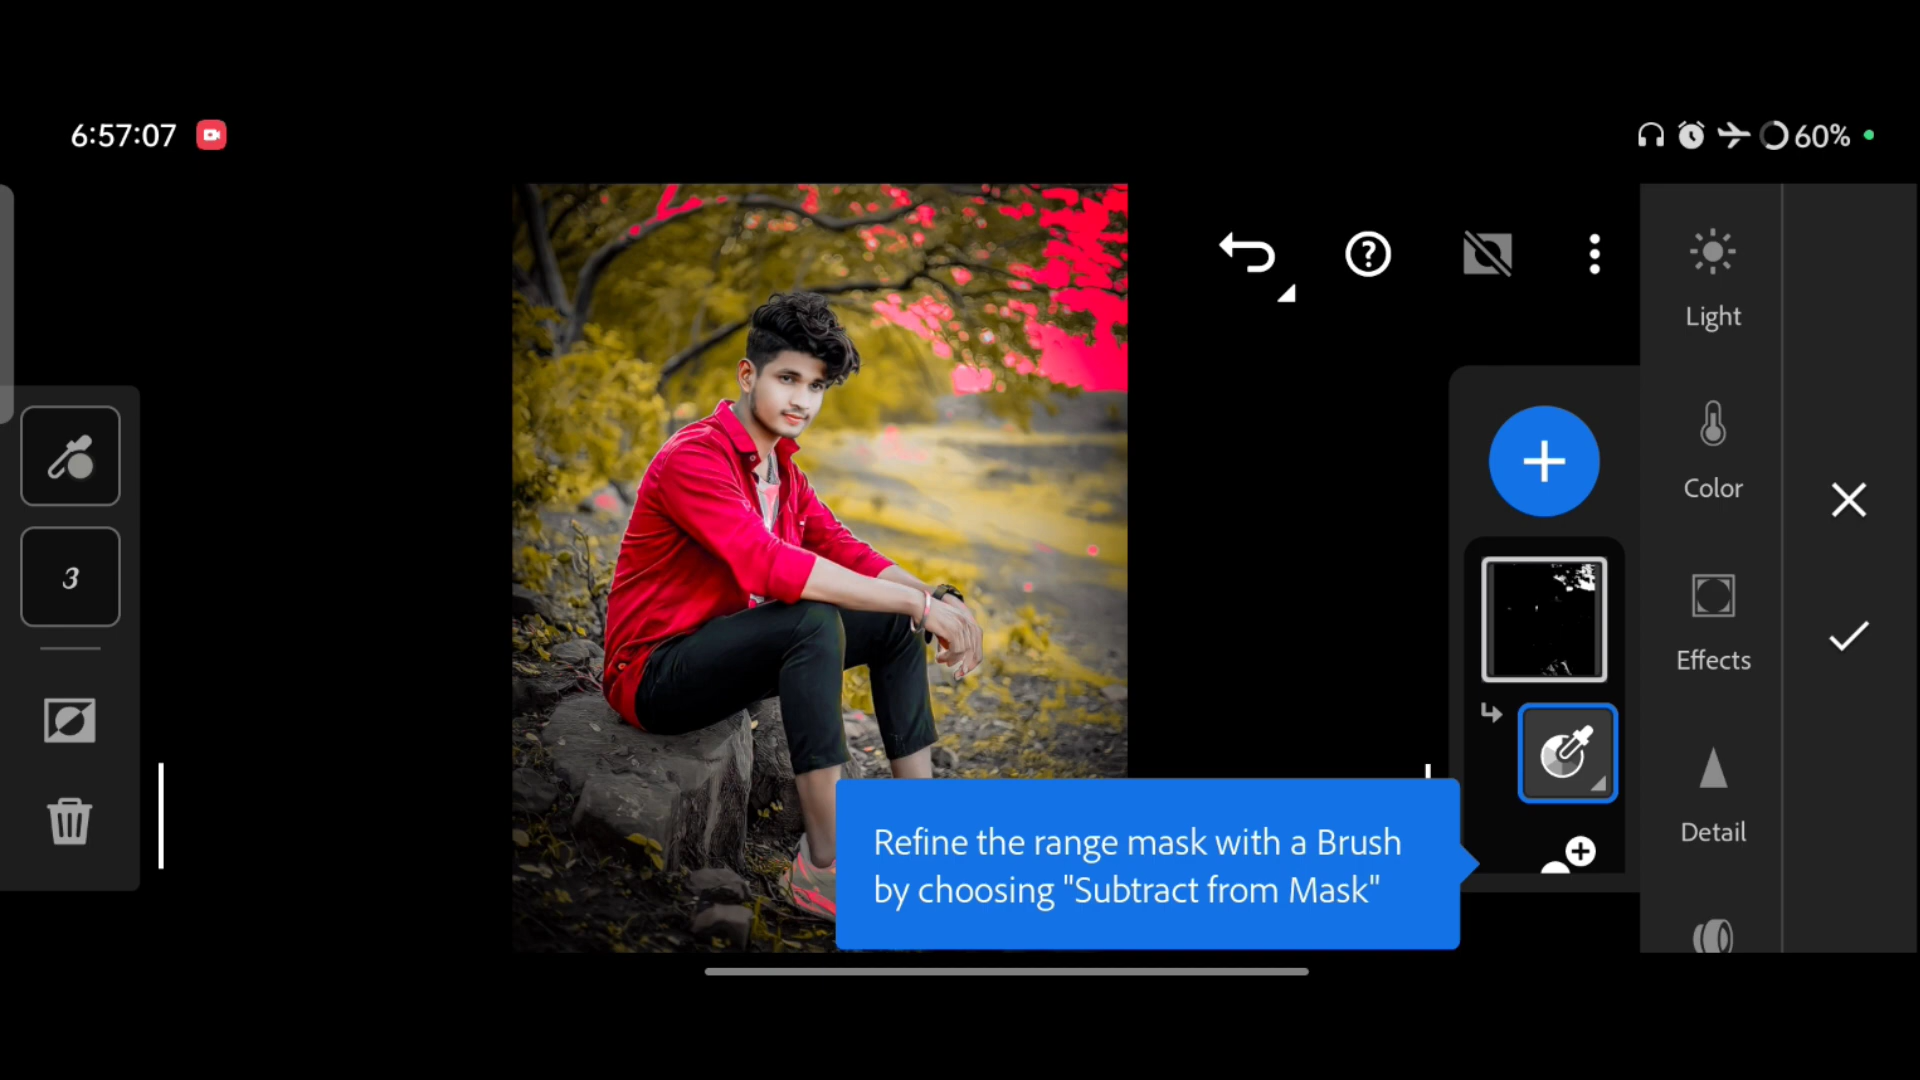 6:57:07
60%
Light
Color
3
Effects
Detail
Refine the range mask with a Brush
by choosing "Subtract from Mask"